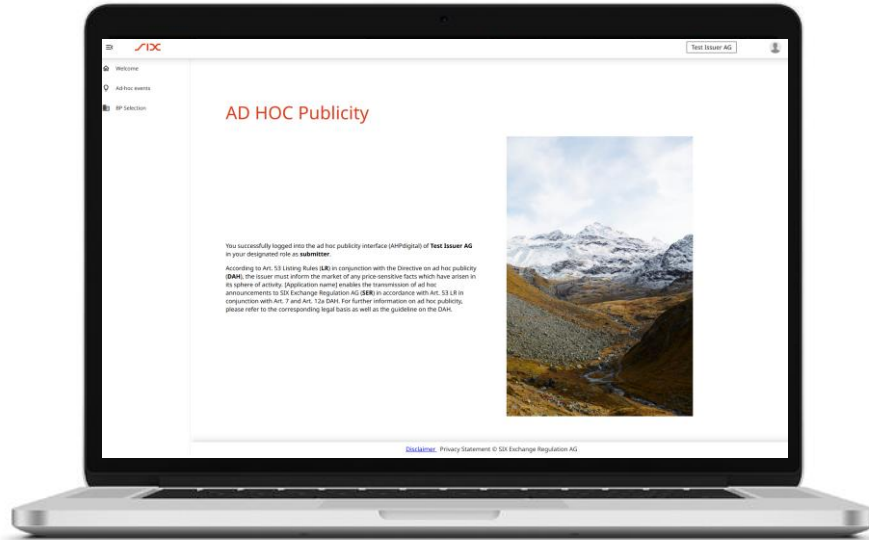 SIX
Test Issuer AG
Welcome
Ad-hoc events
BP Selection
AD HOC Publicity
You successfully logged into the ad hoc publicity interface (AHPdigital) of Test Issuer AG
in your designated role as submitter.
According to Art. 53 Listing Rules (LR) in conjunction with the Directive on ad hoc publicity
(DAH), the issuer must inform the market of any price-sensitive facts which have arisen in
its sphere of activity. [Application name] enables the transmission of ad hoc
announcements to SIX Exchange Regulation AG (SER) in accordance with Art. 53 LR in
conjunction with Art. 7 and Art. 12a DAH. For further information on ad hoc publicity,
please refer to the corresponding legal basis as well as the guideline on the DAH.
Disclaimer Privacy Statement © SIX Exchange Regulation AG